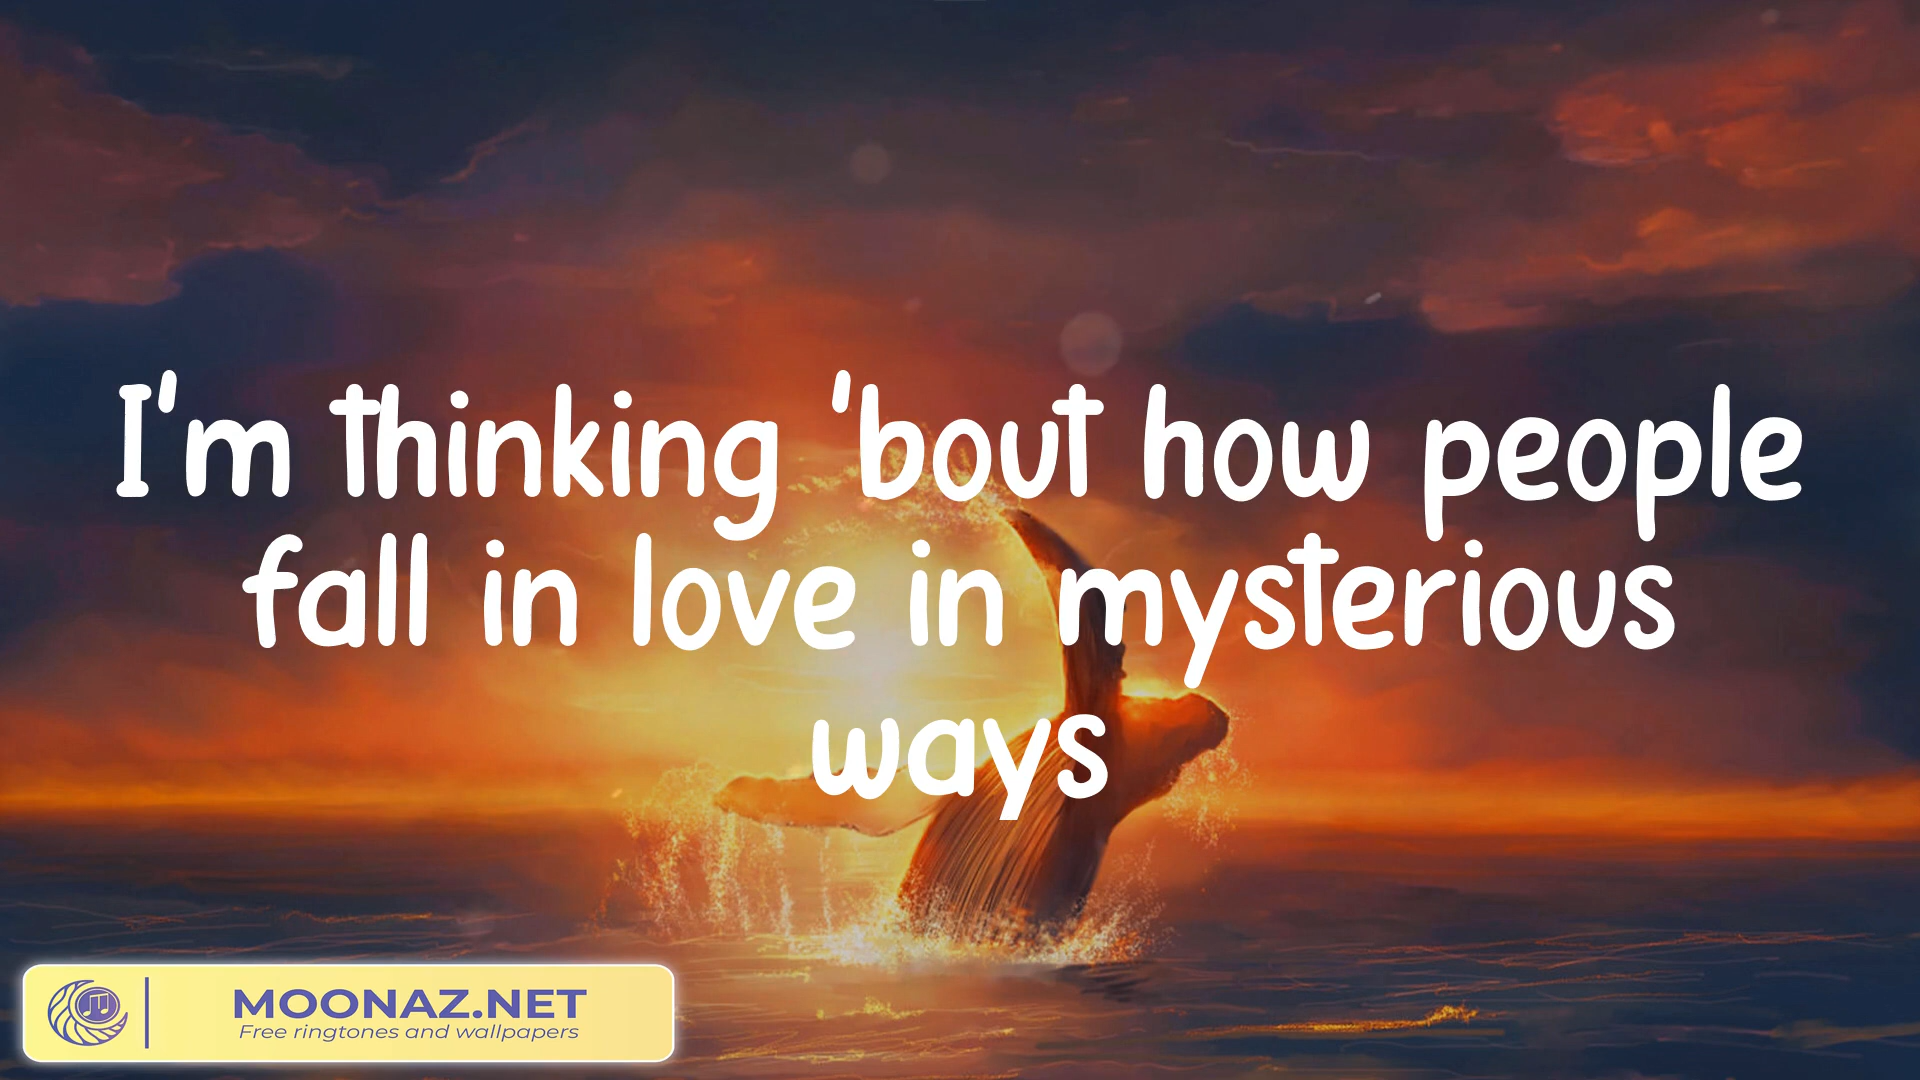 I'm thinking 'bout how people
fall in love in mysterious
ways
MOONAZ.NET
Free ringtones and wallpapers